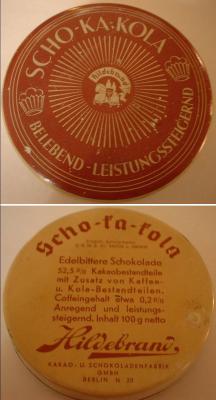 SCHO-KA-KOLA
Hildebrand
BELEBEND - LEISTUNGSSTEIGERND
Scho-ka-kola
Edelbittere Schokolade
52,5 % Kakaobestandteile
mit Zusatz von Kaffee-
u. Kola-Bestandteilen.
Coffeingehalt etwa 0,2 %
Anregend und leistungs-
steigernd. Inhalt 100 g netto
Hildebrand,
KAKAO- U. SCHOKOLADENFABRIK
GMBH
BERLIN N 20